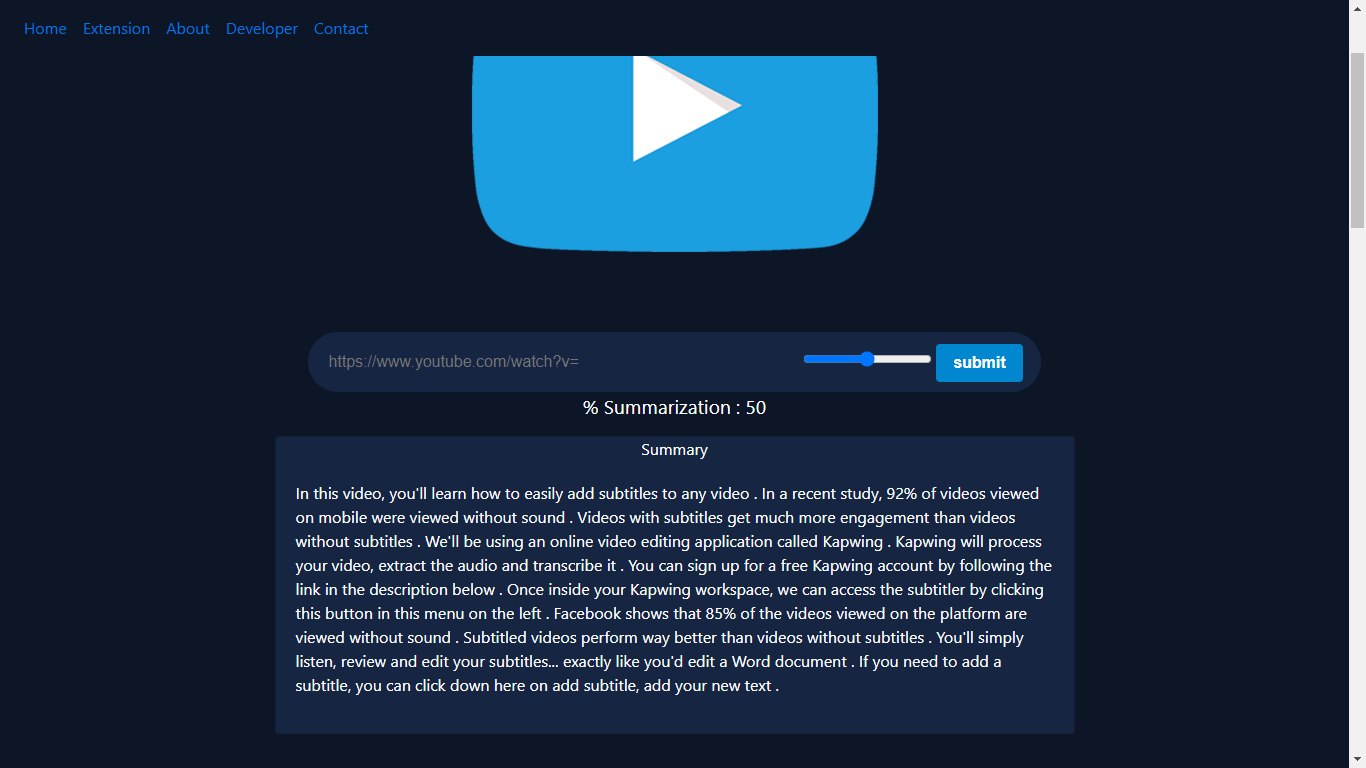 Home Extension About Developer Contact
https://www.youtube.com/watch?v=
submit
% Summarization : 50
Summary
In this video, you'll learn how to easily add subtitles to any video . In a recent study, 92% of videos viewed
on mobile were viewed without sound . Videos with subtitles get much more engagement than videos
without subtitles . We'll be using an online video editing application called Kapwing . Kapwing will process
your video, extract the audio and transcribe it . You can sign up for a free Kapwing account by following the
link in the description below . Once inside your Kapwing workspace, we can access the subtitler by clicking
this button in this menu on the left . Facebook shows that 85% of the videos viewed on the platform are
viewed without sound . Subtitled videos perform way better than videos without subtitles . You'll simply
listen, review and edit your subtitles... exactly like you'd edit a Word document . If you need to add a
subtitle, you can click down here on add subtitle, add your new text .